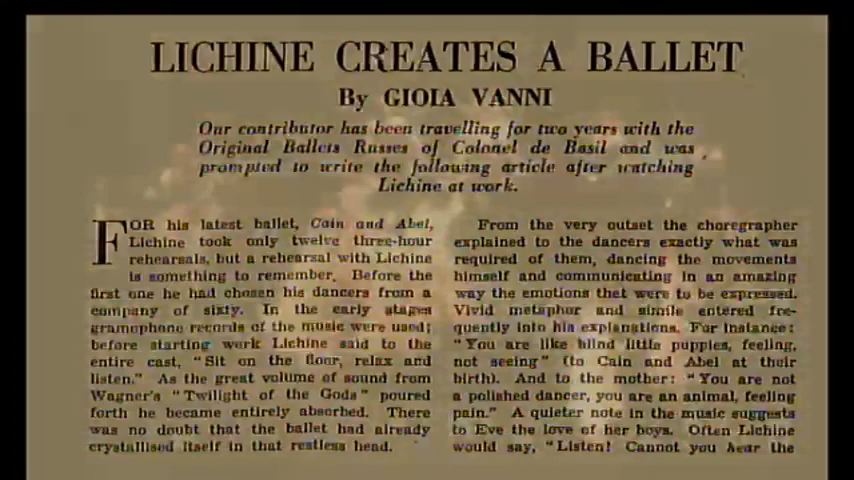 LICHINE CREATES A BALLET
By GIOIA VANNI
Our contributor has been travelling for two years with the
Original Ballets Russes of Colonel de Basil and was
prompted to write the following article after watching
Lichine at work.
FOR his latest ballet, Cain and Abel,
Lichine took only twelve three-hour
rehearsals, but a rehearsal with Lichine
is something to remember. Before the
first one he had chosen his dancers from a
company of sixty. In the early stages
gramophone records of the music were used;
before starting work Lichine said to the
entire cast, "Sit on the floor, relax and
listen." As the great volume of sound from
Wagner's "Twilight of the Gods" poured
forth he became entirely absorbed. There
was no doubt that the ballet had already
crystallised itself in that restless head.
From the very outset the choregrapher
explained to the dancers exactly what was
required of them, dancing the movements
himself and communicating in an amazing
way the emotions that were to be expressed.
Vivid metaphor and simile entered fre-
quently into his explanations. For instance:
"You are like blind little puppies, feeling,
not seeing" (to Cain and Abel at their
birth). And to the mother: "You are not
a polished dancer, you are an animal, feeling
pain." A quieter note in the music suggests
to Eve the love of her boys. Often Lichine
would say, "Listen! Cannot you hear the